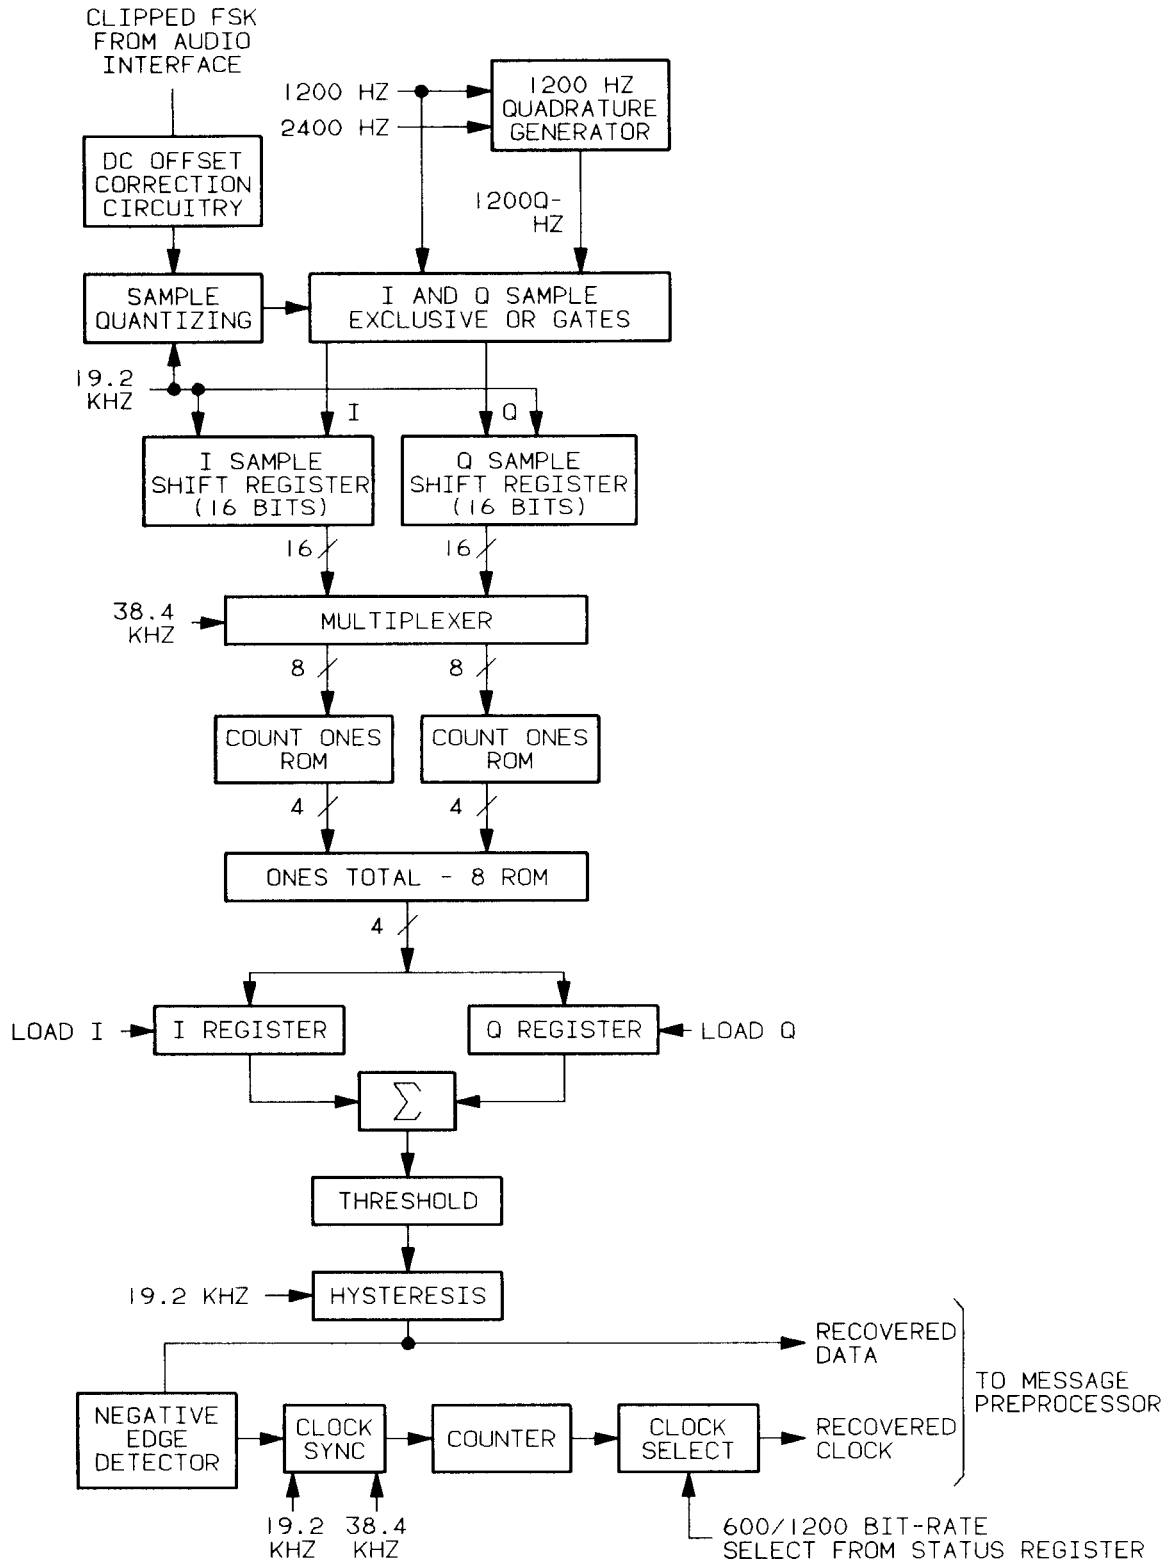 CLIPPED FSK
FROM AUDIO
INTERFACE
1200 HZ
2400 HZ
1200 HZ
QUADRATURE
GENERATOR
DC OFFSET
CORRECTION
CIRCUITRY
1200Q-
HZ
SAMPLE
QUANTIZING
I AND Q SAMPLE
EXCLUSIVE OR GATES
19.2
KHZ
I
Q
I SAMPLE
SHIFT REGISTER
(16 BITS)
Q SAMPLE
SHIFT REGISTER
(16 BITS)
16
16
38.4
KHZ
MULTIPLEXER
8
8
COUNT ONES
ROM
COUNT ONES
ROM
4
4
ONES TOTAL - 8 ROM
4
LOAD I
I REGISTER
Q REGISTER
LOAD Q
Σ
THRESHOLD
19.2 KHZ
HYSTERESIS
RECOVERED
DATA
TO MESSAGE
PREPROCESSOR
NEGATIVE
EDGE
DETECTOR
CLOCK
SYNC
COUNTER
CLOCK
SELECT
RECOVERED
CLOCK
19.2
KHZ
38.4
KHZ
600/1200 BIT-RATE
SELECT FROM STATUS REGISTER